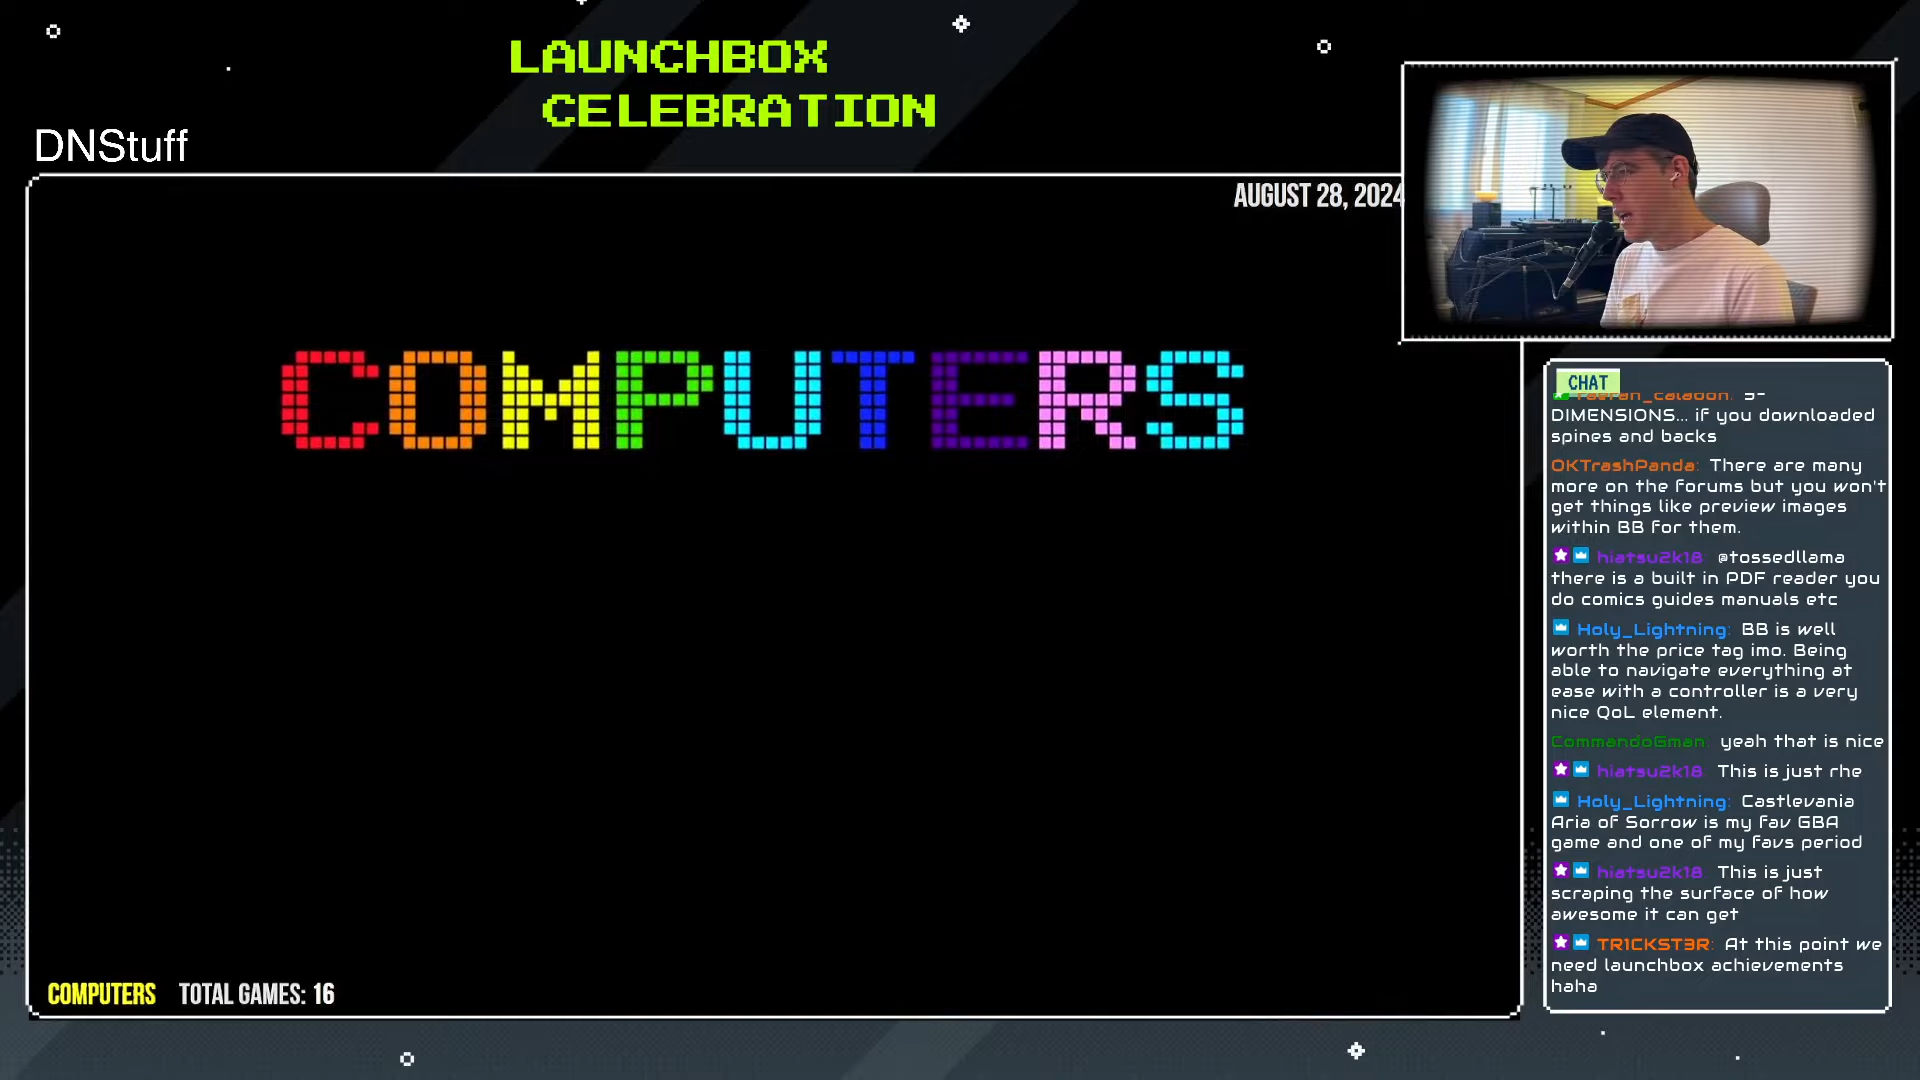 LAUNCHBOX
CELEBRATION
DNStuff
AUGUST 28, 2024
COMPUTERS
COMPUTERS TOTAL GAMES: 16
CHAT
DIMENSIONS... if you downloaded
spines and backs
OKTrashPanda: There are many
more on the forums but you won't
get things like preview images
within BB for them.
hiatsu2k18 @tossedllama
there is a built in PDF reader you
do comics guides manuals etc
Holy_Lightning: BB is well
worth the price tag imo. Being
able to navigate everything at
ease with a controller is a very
nice QoL element.
CommandoGman: yeah that is nice
hiatsu2k18 This is just rhe
Holy_Lightning: Castlevania
Aria of Sorrow is my fav GBA
game and one of my favs period
hiatsu2k18 This is just
scraping the surface of how
awesome it can get
TR1CKST3R: At this point we
need launchbox achievements
haha